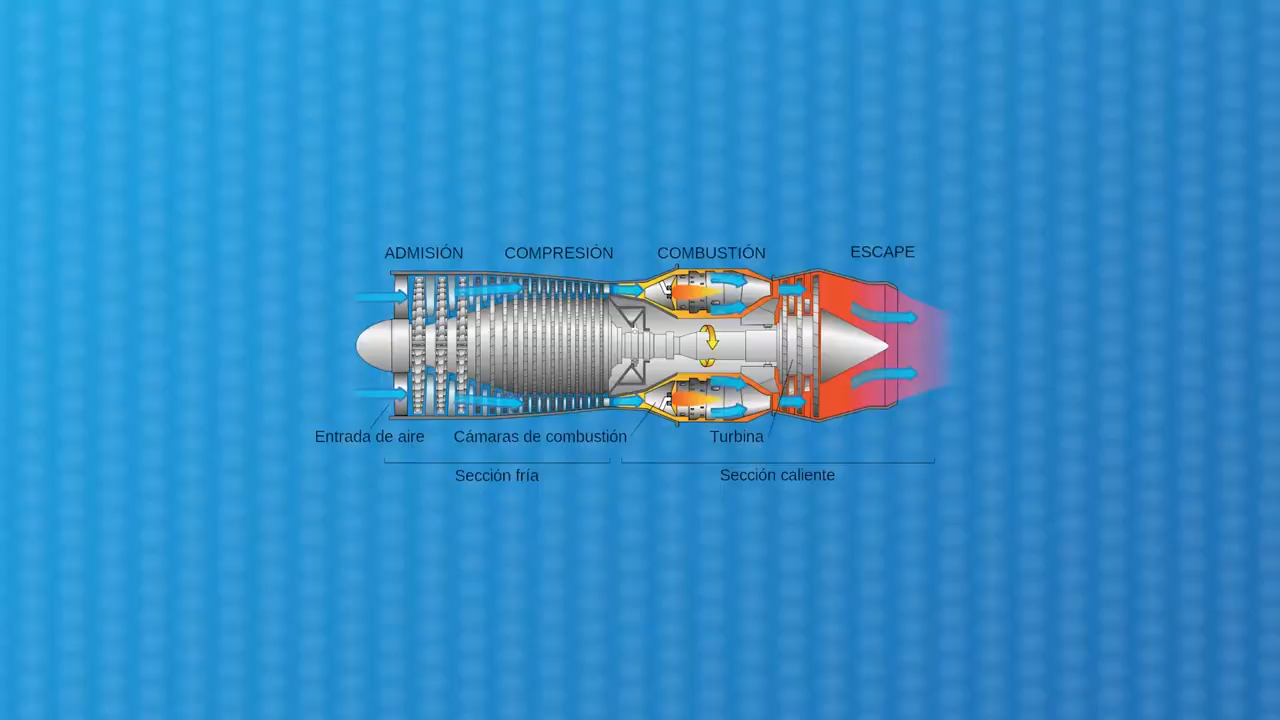 ADMISIÓN
COMPRESIÓN
COMBUSTIÓN
ESCAPE
Entrada de aire
Cámaras de combustión
Turbina
Sección fría
Sección caliente